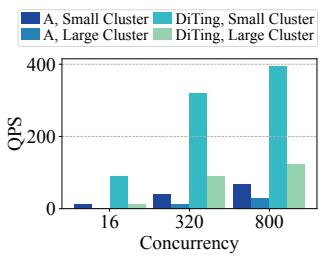 A, Small Cluster
DiTing, Small Cluster
A, Large Cluster
DiTing, Large Cluster
400
200
0
QPS
16
320
800
Concurrency